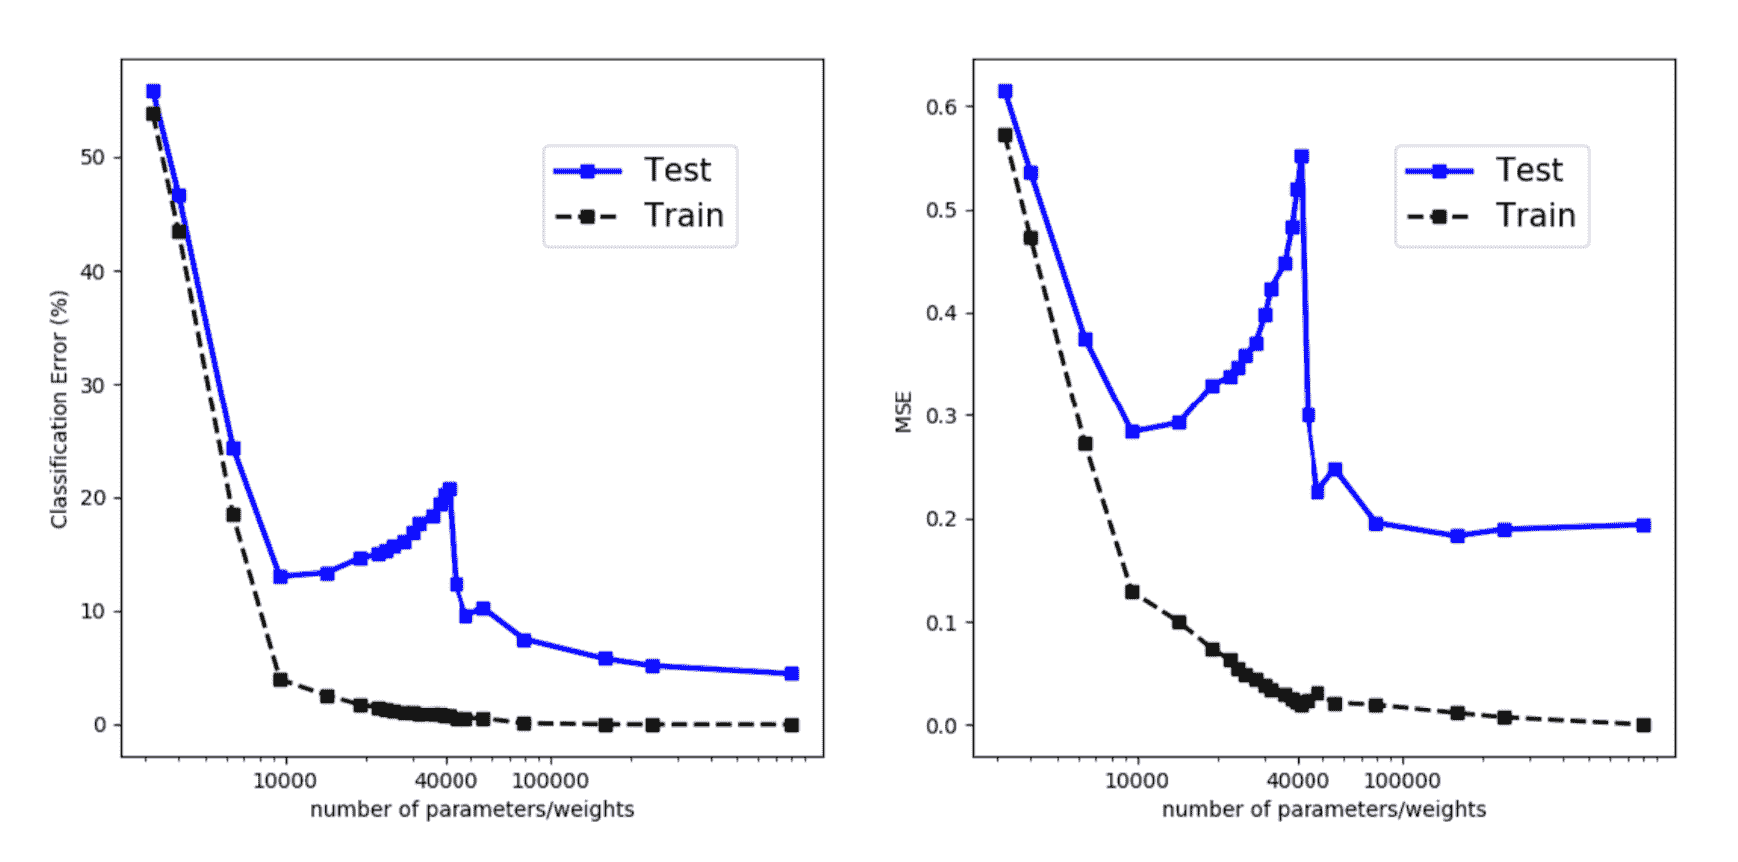 Classification Error (%)
50
40
30
20
10
0
Test
Train
10000 40000 100000
number of parameters/weights
MSE
0.6
0.5
0.4
0.3
0.2
0.1
0.0
Test
Train
10000 40000 100000
number of parameters/weights